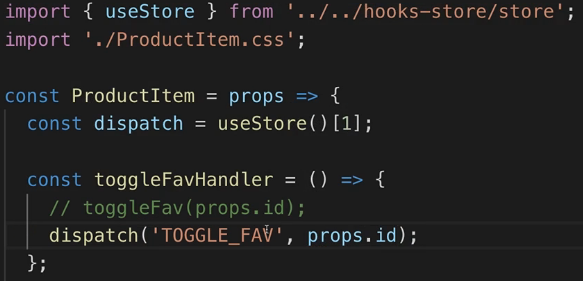 import { useStore } from '../../hooks-store/store';
import './ProductItem.css';
const ProductItem = props => {
const dispatch = useStore()[1];
const toggleFavHandler = () => {
// toggleFav(props.id);
dispatch('TOGGLE_FAV', props.id);
};